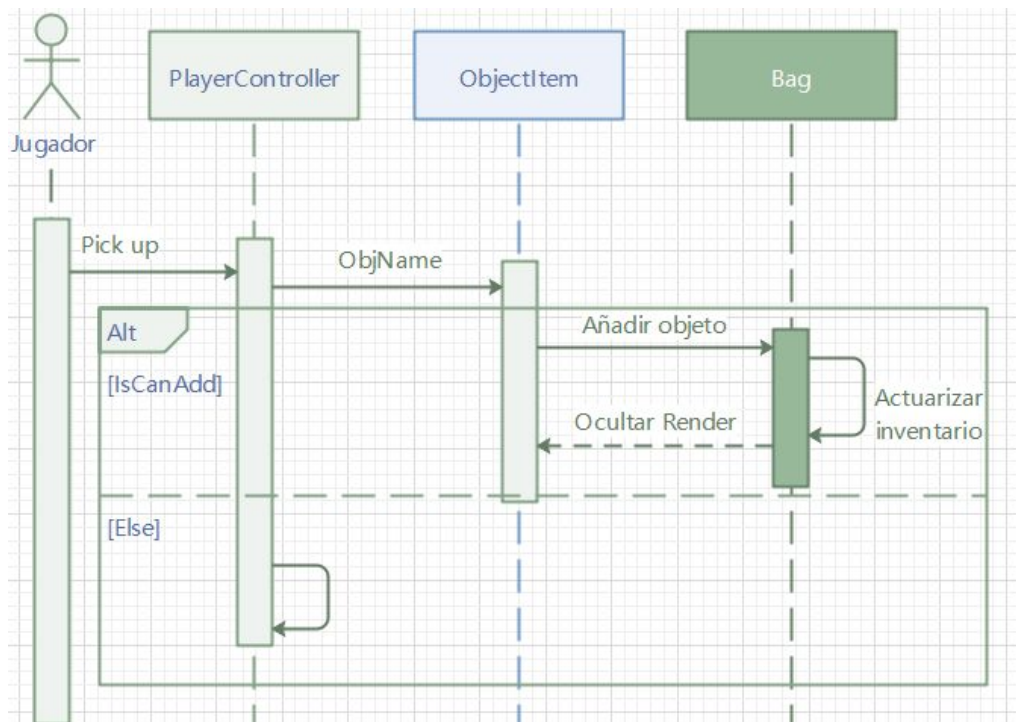 PlayerController
ObjectItem
Bag
Jugador
Pick up
ObjName
Alt
Añadir objeto
[IsCanAdd]
Actuarizar
inventario
Ocultar Render
[Else]